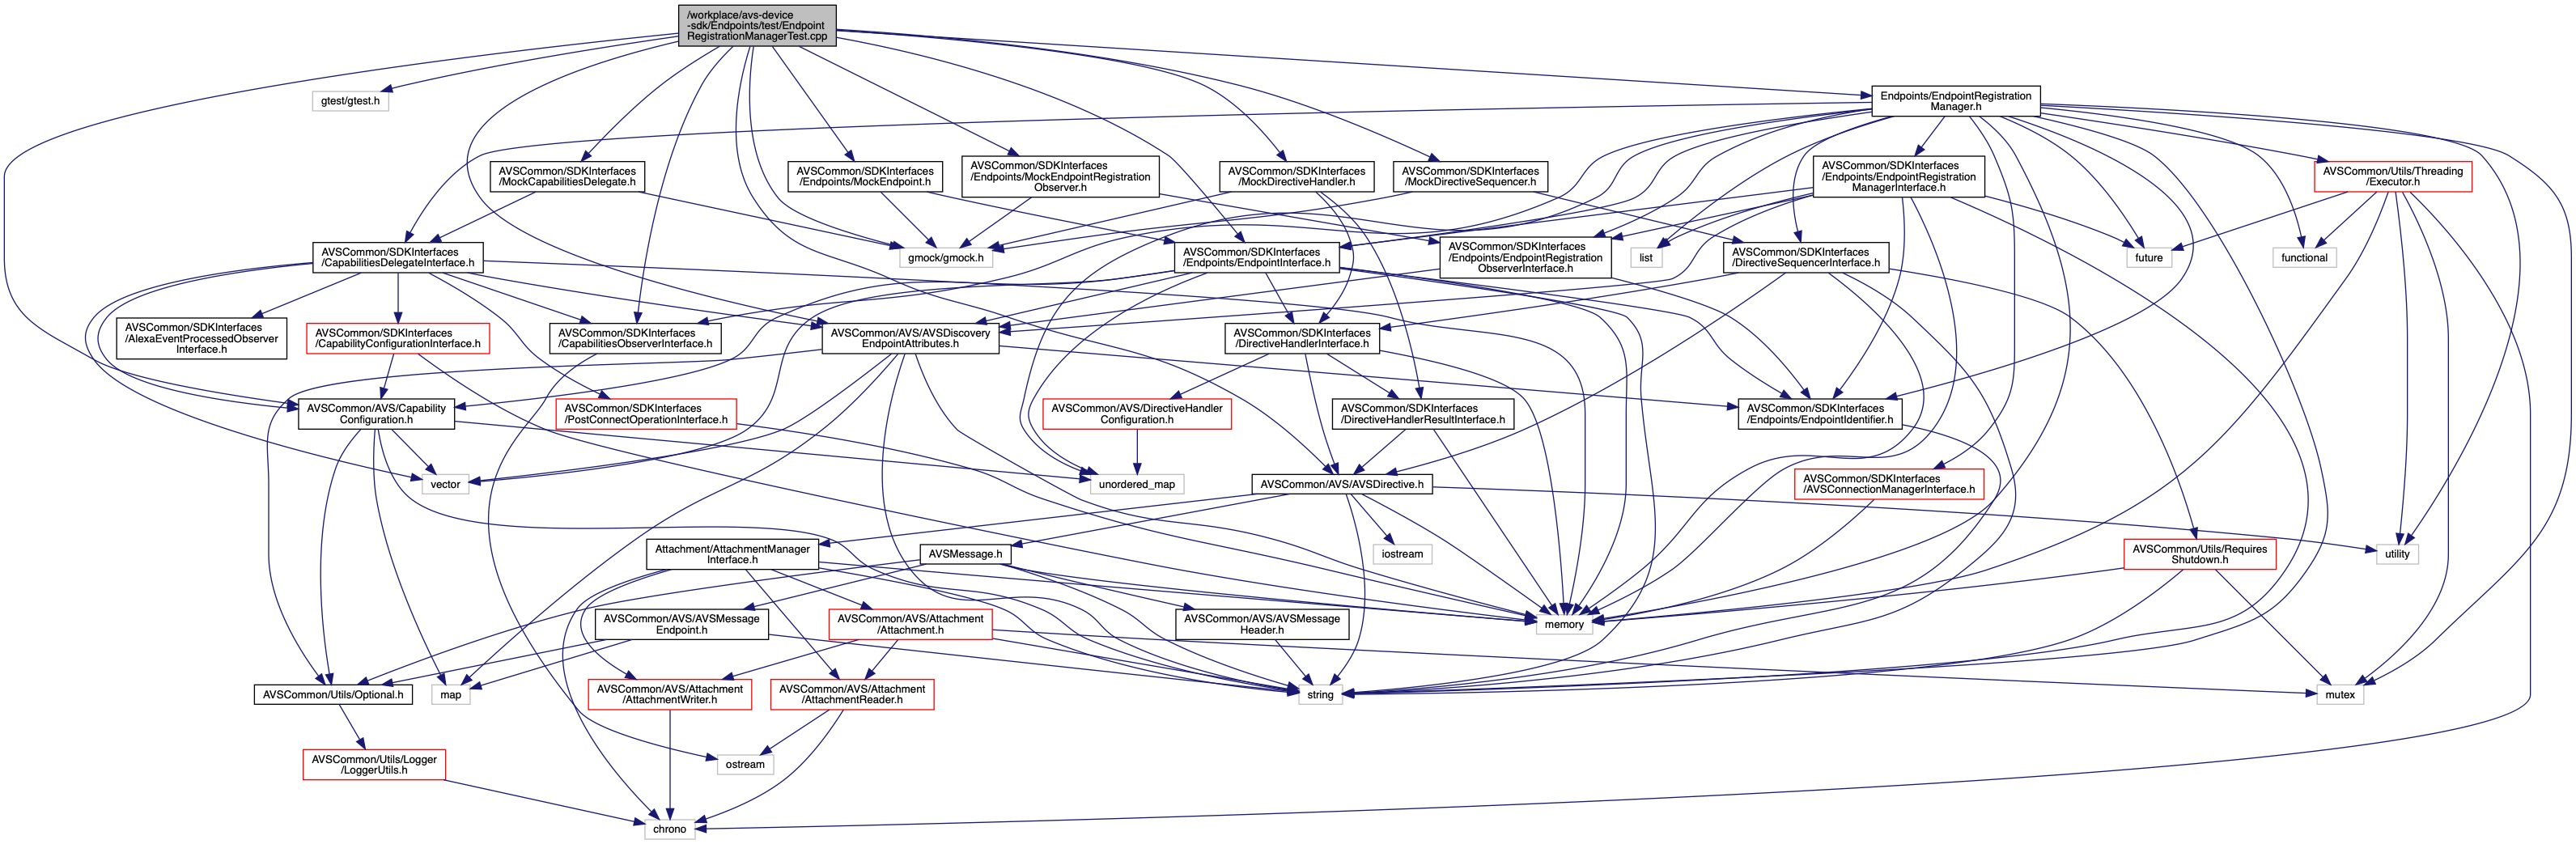 /workplace/avs-device
-sdk/Endpoints/test/Endpoint
RegistrationManagerTest.cpp
gtest/gtest.h
Endpoints/EndpointRegistration
Manager.h
AVSCommon/SDKInterfaces
/MockCapabilitiesDelegate.h
AVSCommon/SDKInterfaces
/Endpoints/MockEndpoint.h
AVSCommon/SDKInterfaces
/Endpoints/MockEndpointRegistration
Observer.h
AVSCommon/SDKInterfaces
/MockDirectiveHandler.h
AVSCommon/SDKInterfaces
/MockDirectiveSequencer.h
AVSCommon/SDKInterfaces
/Endpoints/EndpointRegistration
ManagerInterface.h
AVSCommon/Utils/Threading
/Executor.h
AVSCommon/SDKInterfaces
/CapabilitiesDelegateInterface.h
gmock/gmock.h
AVSCommon/SDKInterfaces
/Endpoints/EndpointInterface.h
AVSCommon/SDKInterfaces
/Endpoints/EndpointRegistration
ObserverInterface.h
list
AVSCommon/SDKInterfaces
/DirectiveSequencerInterface.h
future
functional
AVSCommon/SDKInterfaces
/AlexaEventProcessedObserver
Interface.h
AVSCommon/SDKInterfaces
/CapabilityConfigurationInterface.h
AVSCommon/SDKInterfaces
/CapabilitiesObserverInterface.h
AVSCommon/AVS/AVSDiscovery
EndpointAttributes.h
AVSCommon/SDKInterfaces
/DirectiveHandlerInterface.h
AVSCommon/AVS/Capability
Configuration.h
AVSCommon/SDKInterfaces
/PostConnectOperationInterface.h
AVSCommon/AVS/DirectiveHandler
Configuration.h
AVSCommon/SDKInterfaces
/DirectiveHandlerResultInterface.h
AVSCommon/SDKInterfaces
/Endpoints/EndpointIdentifier.h
vector
unordered_map
AVSCommon/AVS/AVSDirective.h
AVSCommon/SDKInterfaces
/AVSConnectionManagerInterface.h
Attachment/AttachmentManager
Interface.h
AVSMessage.h
iostream
AVSCommon/Utils/Requires
Shutdown.h
utility
AVSCommon/AVS/AVSMessage
Endpoint.h
AVSCommon/AVS/Attachment
/Attachment.h
AVSCommon/AVS/AVSMessage
Header.h
memory
AVSCommon/Utils/Optional.h
map
AVSCommon/AVS/Attachment
/AttachmentWriter.h
AVSCommon/AVS/Attachment
/AttachmentReader.h
string
mutex
AVSCommon/Utils/Logger
/LoggerUtils.h
ostream
chrono